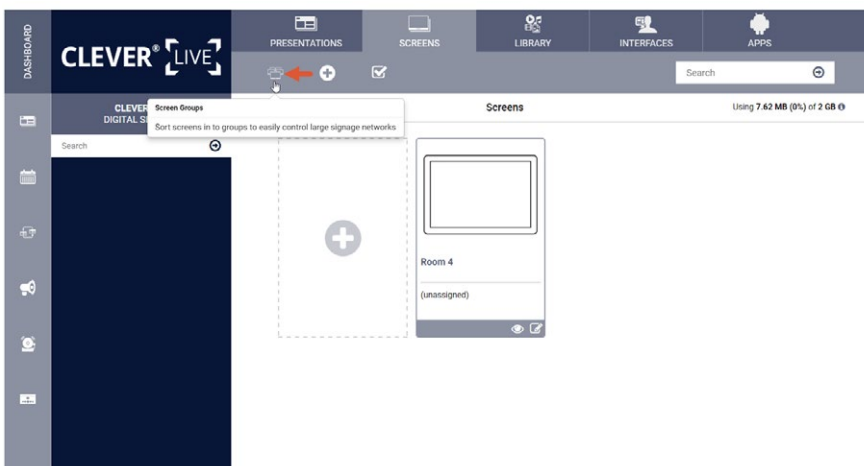 DASHBOARD
CLEVER® LIVE
PRESENTATIONS
SCREENS
LIBRARY
INTERFACES
APPS
Search
CLEVER
DIGITAL S
Screen Groups
Sort screens in to groups to easily control large signage networks
Screens
Using 7.62 MB (0%) of 2 GB
Search
Room 4
(unassigned)